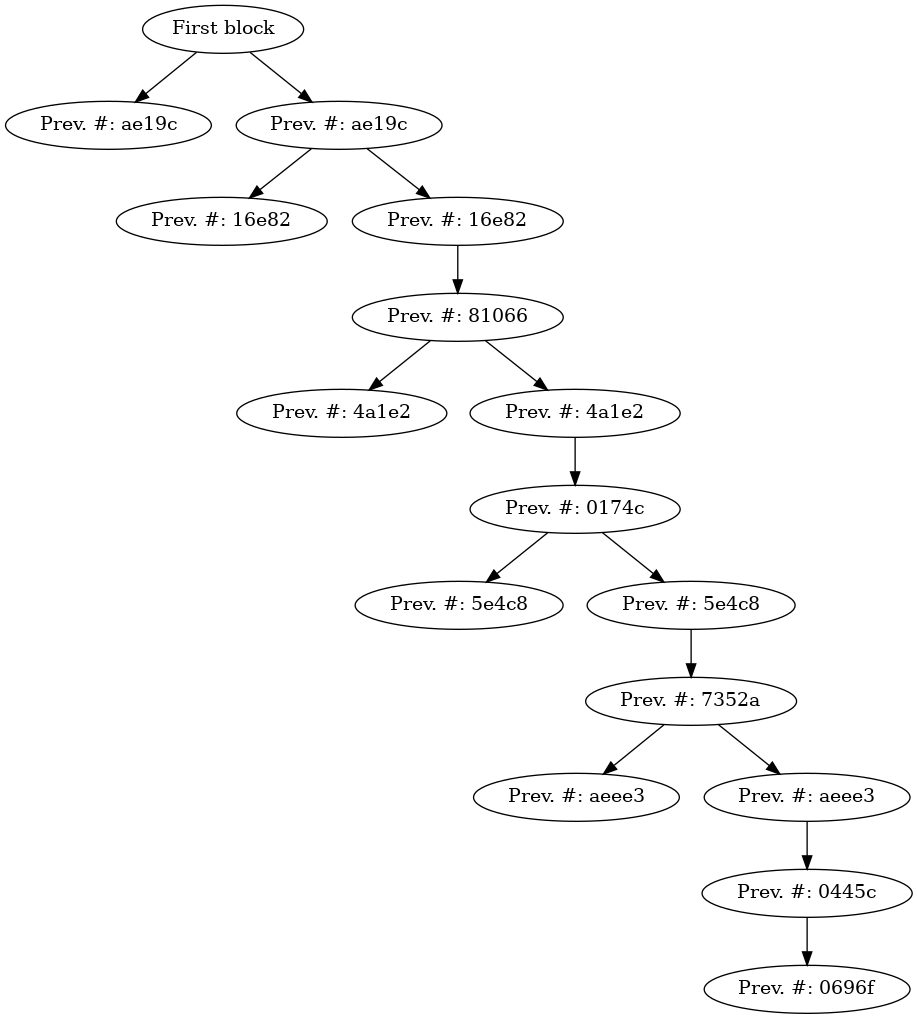 First block
Prev. #: ae19c
Prev. #: ae19c
Prev. #: 16e82
Prev. #: 16e82
Prev. #: 81066
Prev. #: 4a1e2
Prev. #: 4a1e2
Prev. #: 0174c
Prev. #: 5e4c8
Prev. #: 5e4c8
Prev. #: 7352a
Prev. #: aeee3
Prev. #: aeee3
Prev. #: 0445c
Prev. #: 0696f